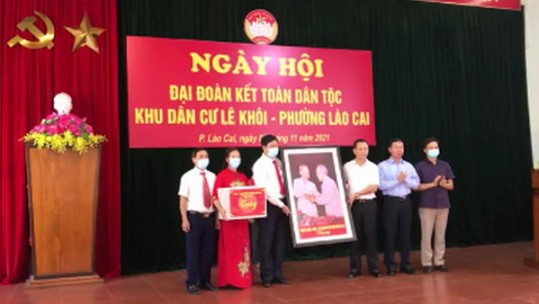 NGÀY HỘI
ĐẠI ĐOÀN KẾT TOÀN DÂN TỘC
KHU DÂN CƯ LÊ KHÔI - PHƯỜNG LÀO CAI
P. Lào Cai, ngày 11 năm 2021